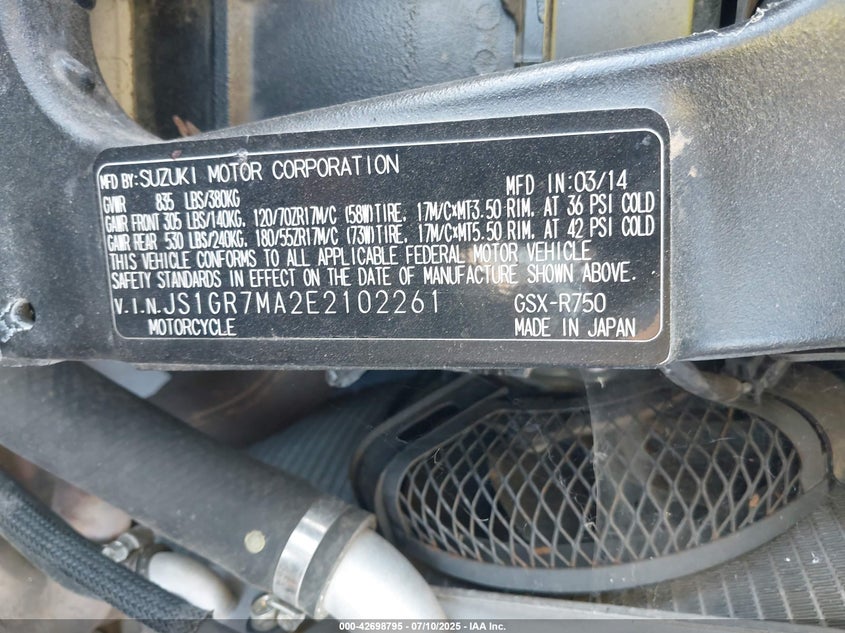 MFD BY:SUZUKI MOTOR CORPORATION
GVWR 835 LBS/380KG MFD IN:03/14
GAWR FRONT 305 LBS/140KG, 120/70ZR17M/C (58W)TIRE, 17M/C×MT3.50 RIM, AT 36 PSI COLD
GAWR REAR 530 LBS/240KG, 180/55ZR17M/C (73W)TIRE, 17M/C×MT5.50 RIM, AT 42 PSI COLD
THIS VEHICLE CONFORMS TO ALL APPLICABLE FEDERAL MOTOR VEHICLE
SAFETY STANDARDS IN EFFECT ON THE DATE OF MANUFACTURE SHOWN ABOVE.
V.I.N.JS1GR7MA2E2102261 GSX-R750
MOTORCYCLE MADE IN JAPAN
000-42698795 - 07/10/2025 - IAA Inc.